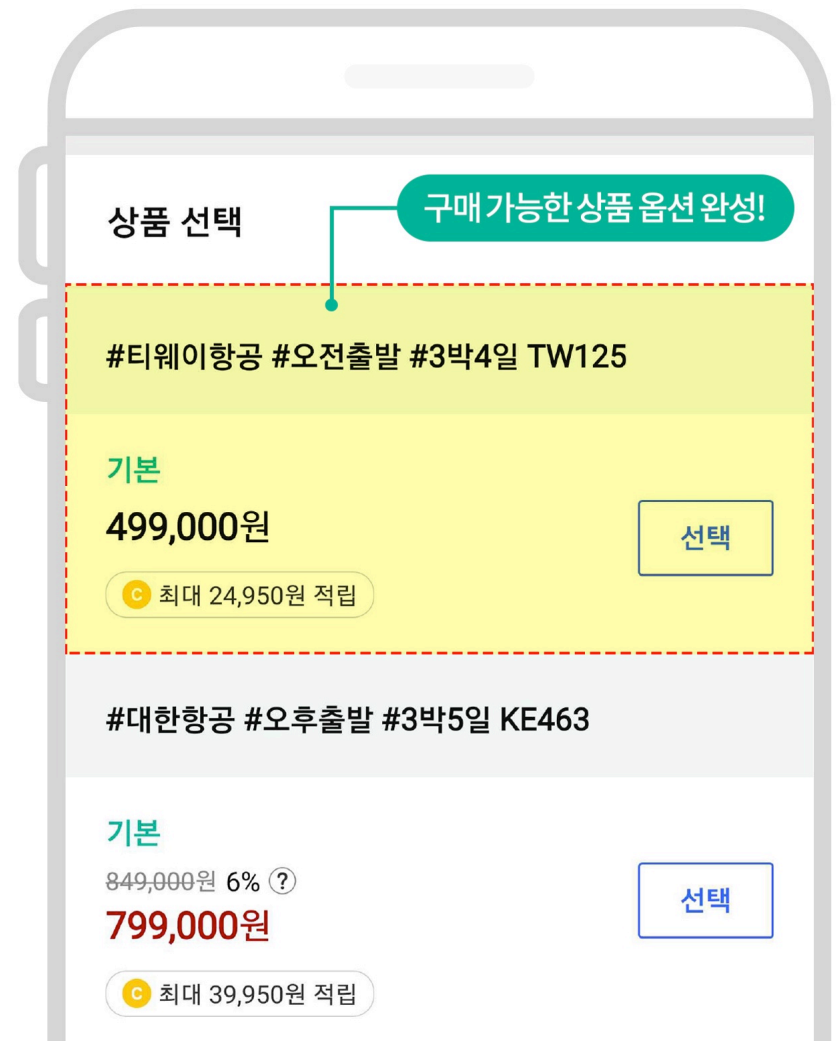 상품 선택
구매 가능한 상품 옵션 완성!
#티웨이항공 #오전출발 #3박4일 TW125
기본
499,000원
선택
C 최대 24,950원 적립
#대한항공 #오후출발 #3박5일 KE463
기본
849,000원 6% ?
799,000원
선택
C 최대 39,950원 적립